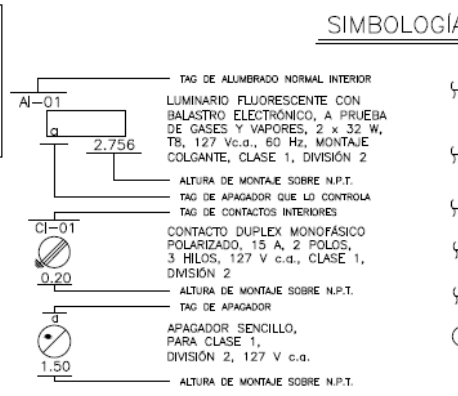 SIMBOLOGÍA
TAG DE ALUMBRADO NORMAL INTERIOR
AI-01
LUMINARIO FLUORESCENTE CON
BALASTRO ELECTRÓNICO, A PRUEBA
DE GASES Y VAPORES, 2 x 32 W,
T8, 127 Vc.a., 60 Hz, MONTAJE
COLGANTE, CLASE 1, DIVISIÓN 2
a
2.756
ALTURA DE MONTAJE SOBRE N.P.T.
TAG DE APAGADOR QUE LO CONTROLA
TAG DE CONTACTOS INTERIORES
CI-01
CONTACTO DUPLEX MONOFÁSICO
POLARIZADO, 15 A, 2 POLOS,
3 HILOS, 127 V c.a., CLASE 1,
DIVISIÓN 2
0.20
ALTURA DE MONTAJE SOBRE N.P.T.
TAG DE APAGADOR
a
APAGADOR SENCILLO,
PARA CLASE 1,
DIVISIÓN 2, 127 V c.a.
1.50
ALTURA DE MONTAJE SOBRE N.P.T.